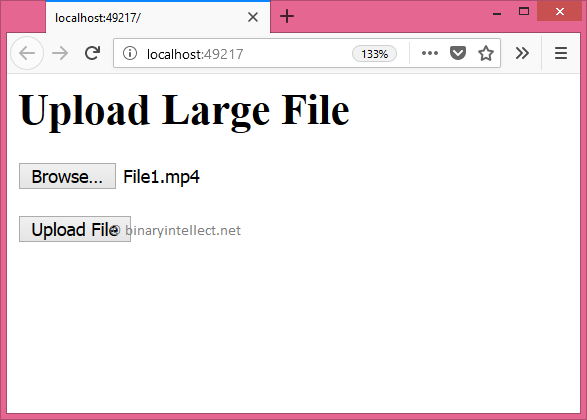 localhost:49217/
localhost:49217
133%
Upload Large File
Browse... File1.mp4
Upload File
© binaryintellect.net